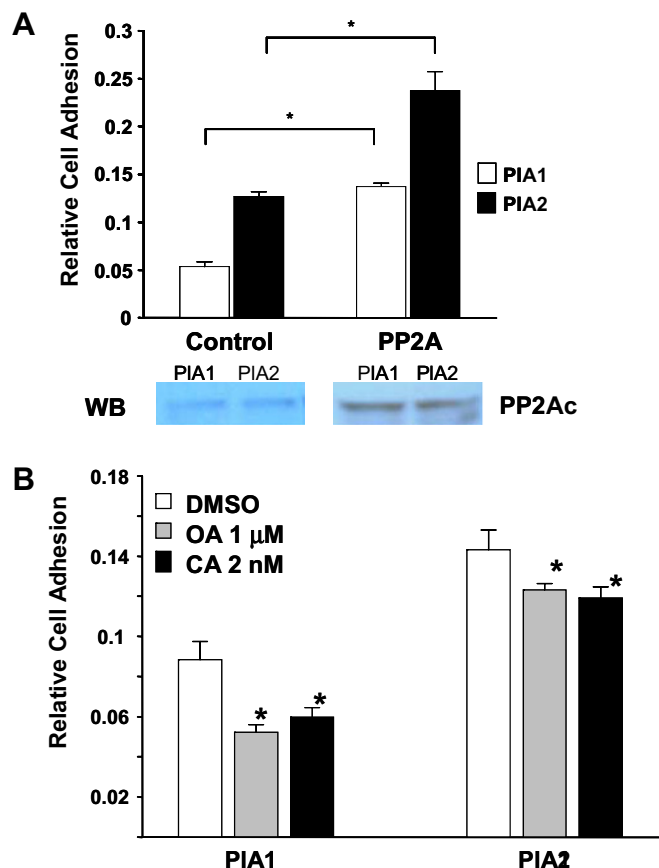 A
Relative Cell Adhesion
0.3
0.25
0.2
0.15
0.1
0.05
0
*
*
PIA1
PIA2
Control PP2A
PIA1 PIA2 PIA1 PIA2
WB PP2Ac
B
Relative Cell Adhesion
0.18
0.14
0.1
0.06
0.02
DMSO
OA 1 μM
CA 2 nM
* *
* *
PIA1 PIA2